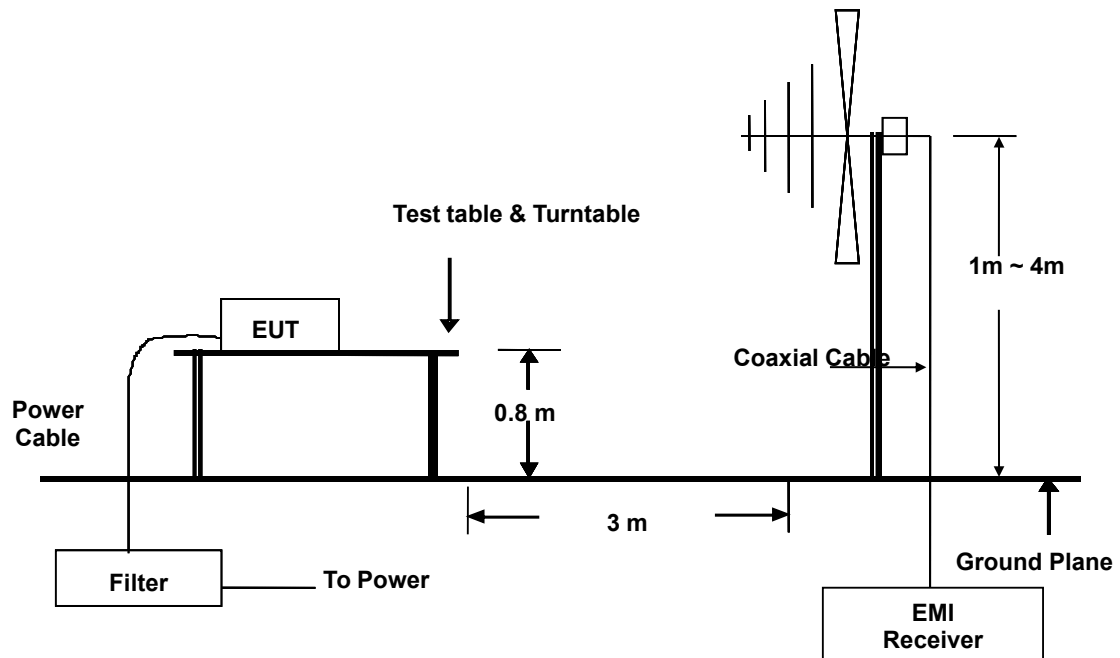 Test table & Turntable
1m ~ 4m
EUT
Coaxial Cable
0.8 m
Power
Cable
3 m
Ground Plane
Filter
To Power
EMI
Receiver